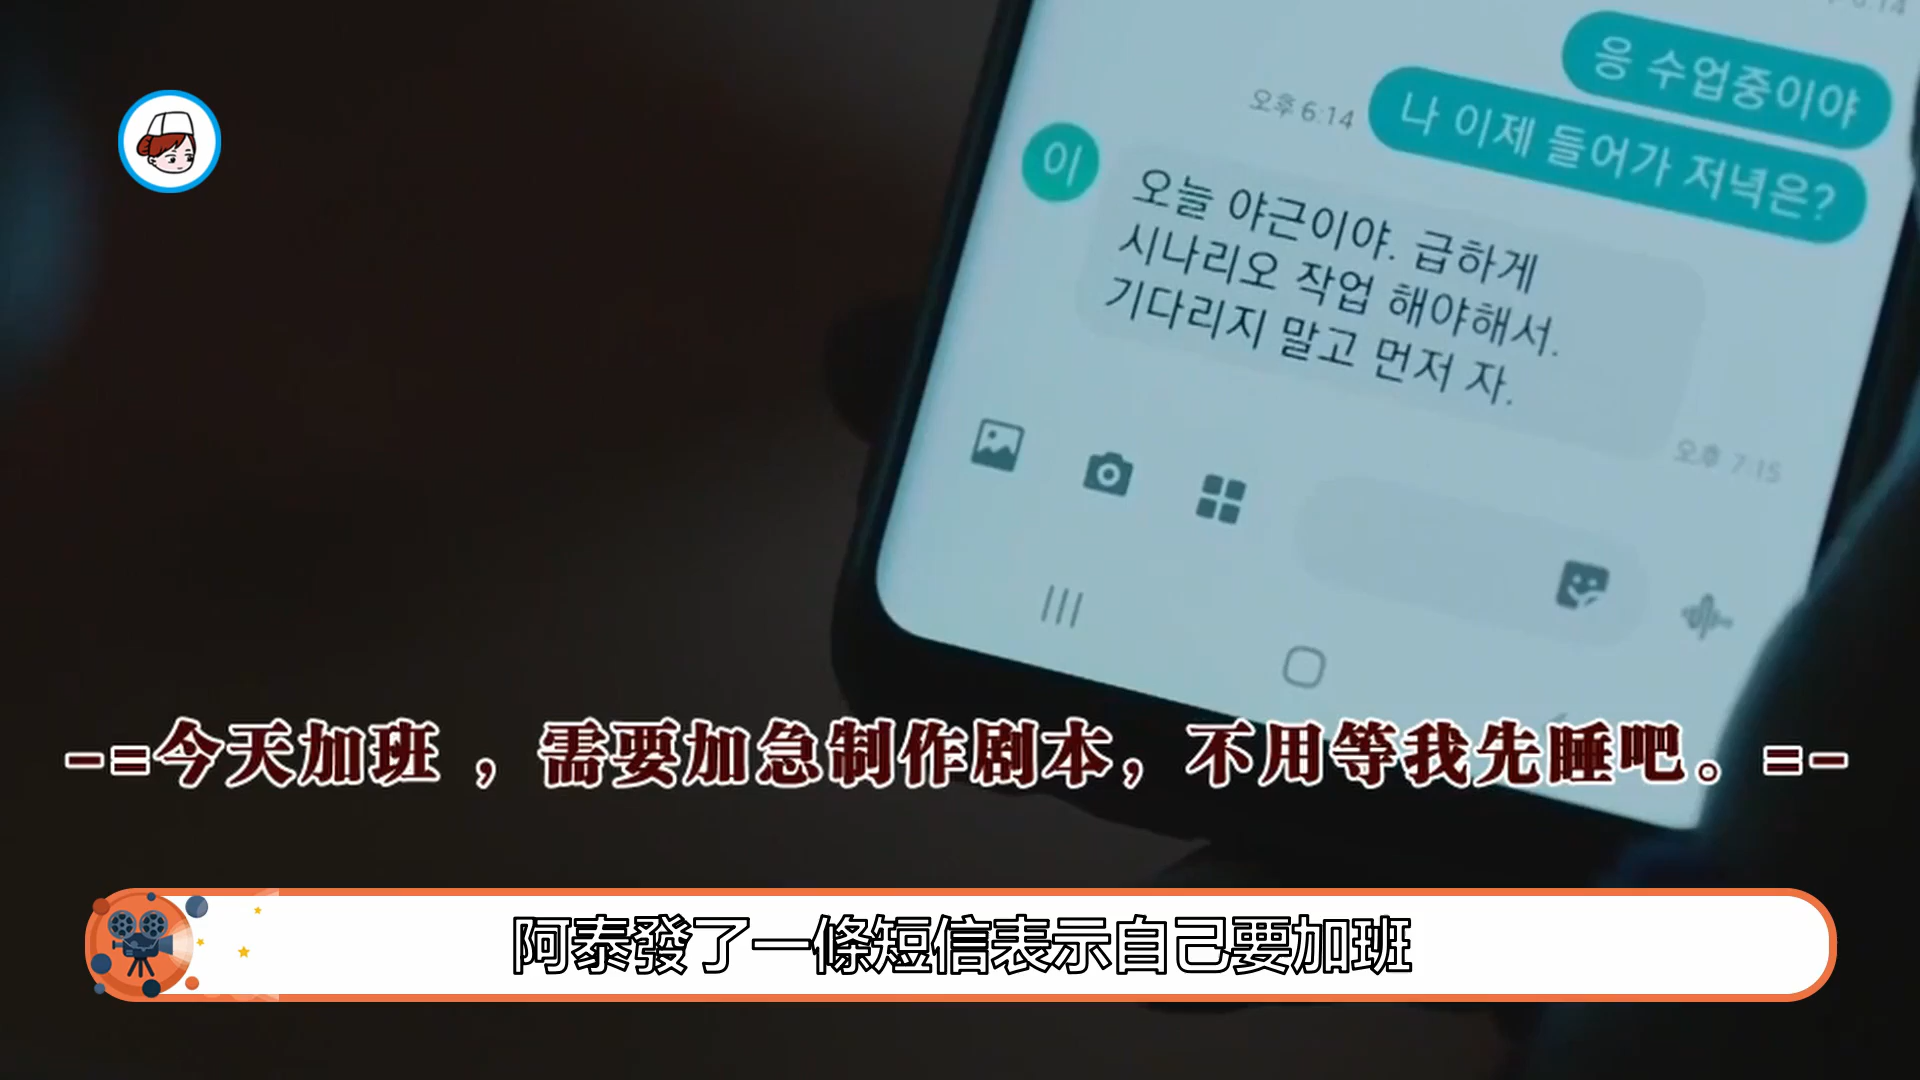 응 수업중이야
오후 6:14
나 이제 들어가 저녁은?
이
오늘 야근이야. 급하게
시나리오 작업 해야해서.
기다리지 말고 먼저 자.
오후 7:15
-=今天加班 ，需要加急制作剧本，不用等我先睡吧。=-
阿泰發了一條短信表示自己要加班